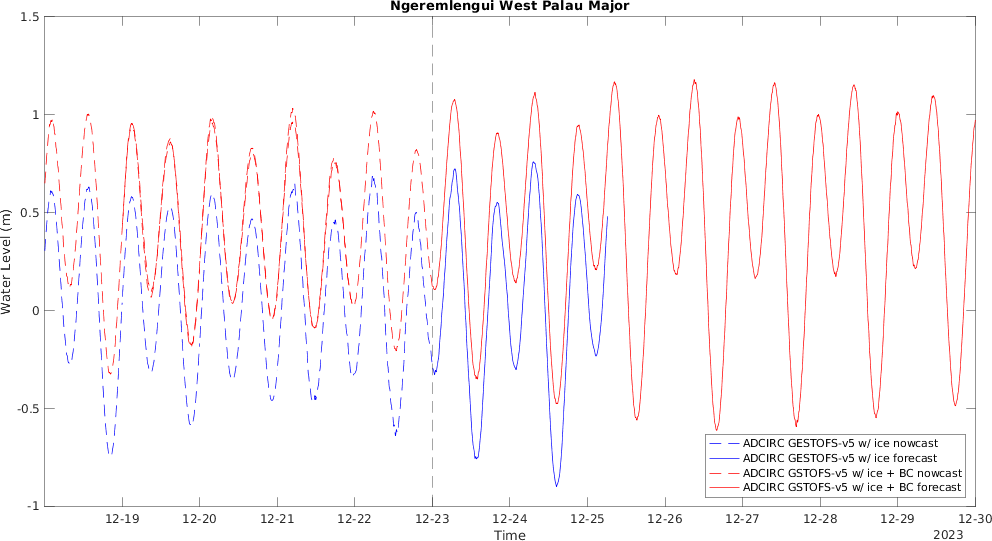 Ngeremlengui West Palau Major
1.5
1
0.5
0
-0.5
-1
Water Level (m)
12-19 12-20 12-21 12-22 12-23 12-24 12-25 12-26 12-27 12-28 12-29 12-30
Time
2023
ADCIRC GESTOFS-v5 w/ ice nowcast
ADCIRC GESTOFS-v5 w/ ice forecast
ADCIRC GSTOFS-v5 w/ ice + BC nowcast
ADCIRC GSTOFS-v5 w/ ice + BC forecast